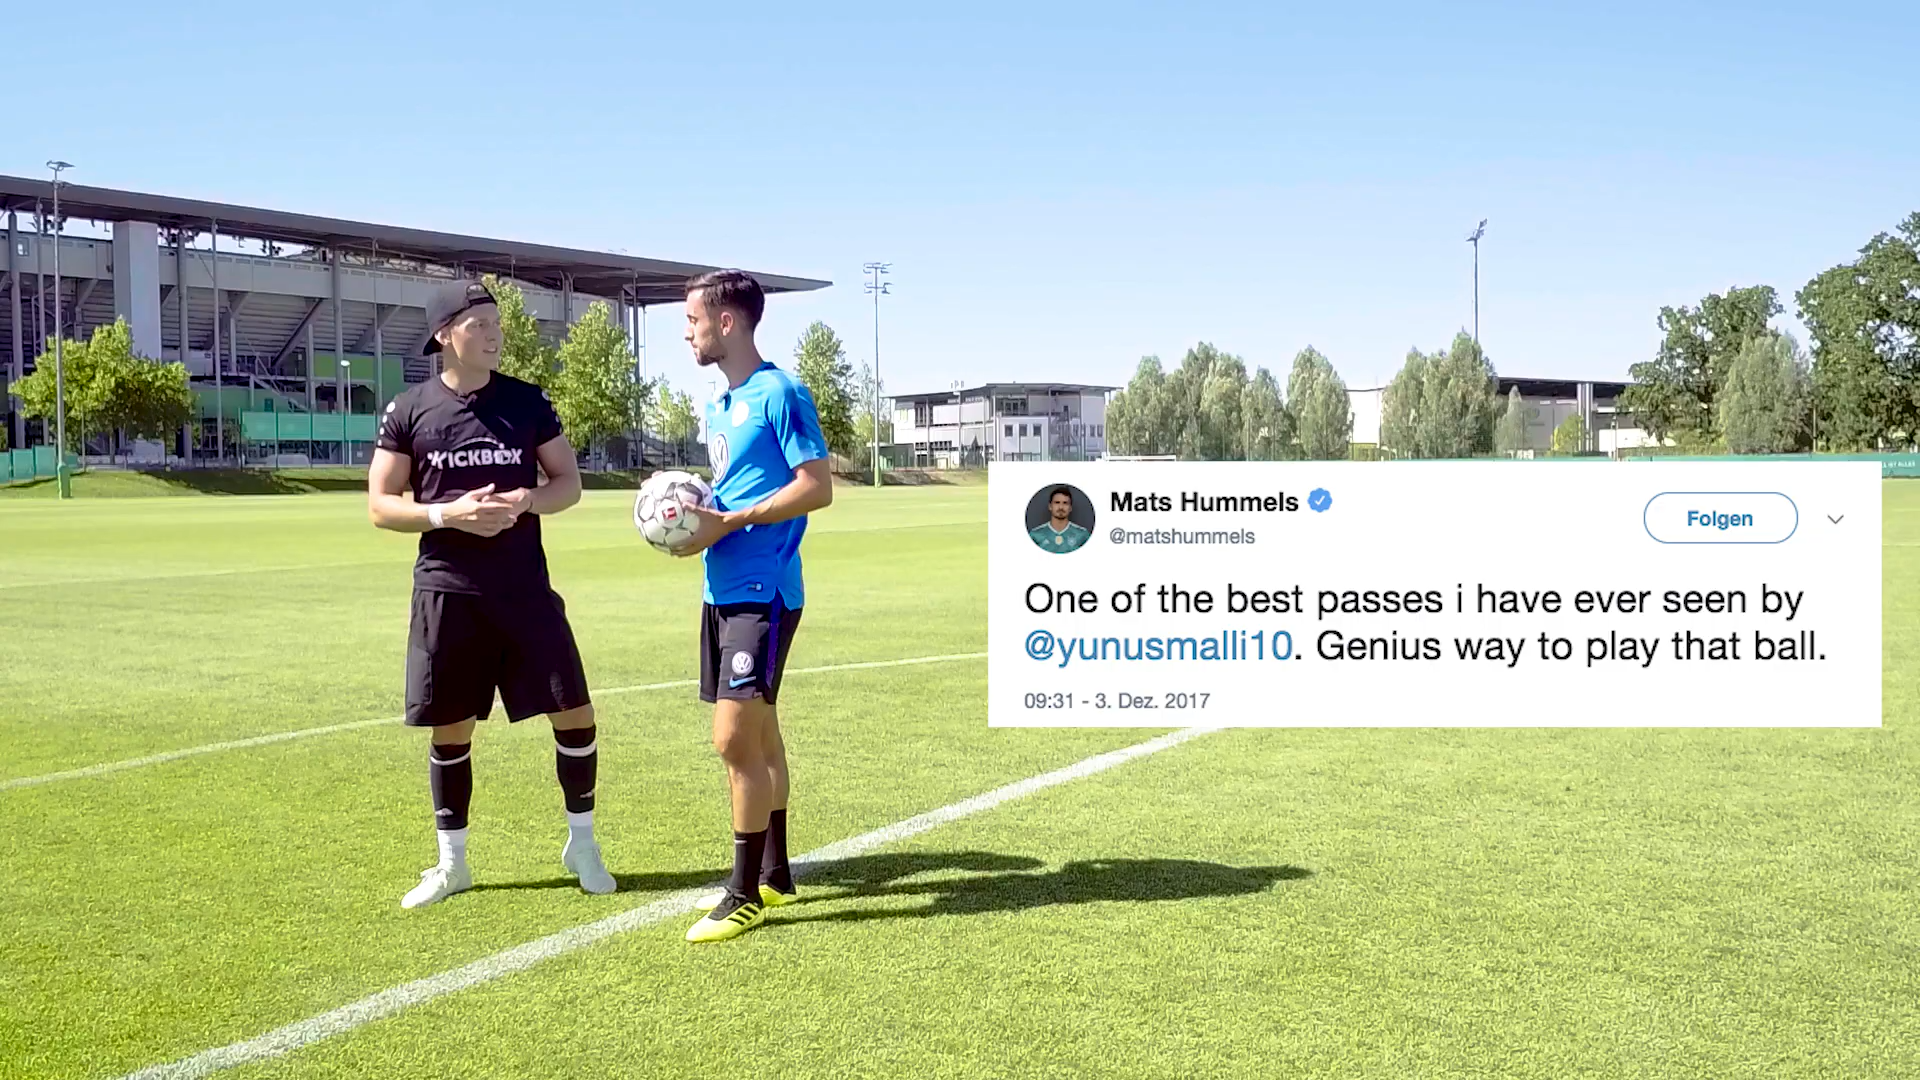 KICKBOX
Mats Hummels
@matshummels
Folgen
One of the best passes i have ever seen by
@yunusmalli10. Genius way to play that ball.
09:31 - 3. Dez. 2017